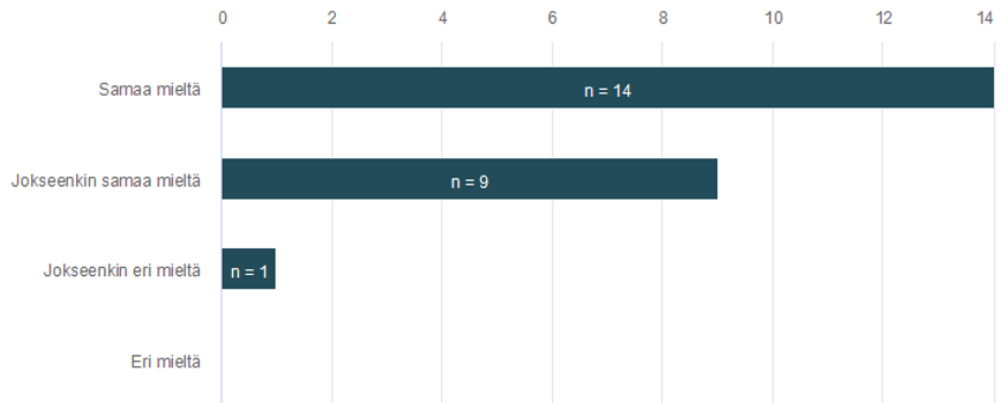 0 2 4 6 8 10 12 14
Samaa mieltä n = 14
Jokseenkin samaa mieltä n = 9
Jokseenkin eri mieltä n = 1
Eri mieltä